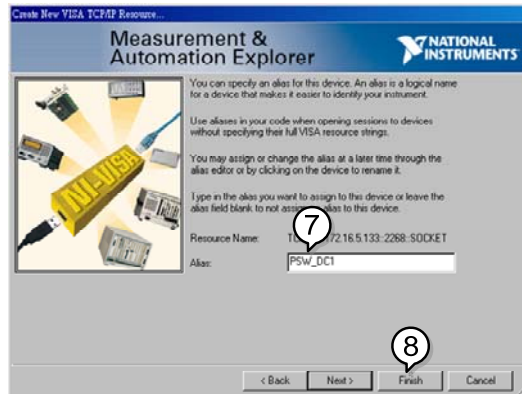 Create New VISA TCP/IP Resource...
Measurement &
Automation Explorer
NATIONAL
INSTRUMENTS
You can specify an alias for this device. An alias is a logical name
for a device that makes it easier to identify your instrument.
Use aliases in your code when opening sessions to devices
without specifying their full VISA resource strings.
You may assign or change the alias at a later time through the
alias editor or by clicking on the device to rename it.
Type in the alias you want to assign to this device or leave the
alias field blank to not assign alias to this device.
7
Resource Name: 72.16.5.133::2268::SOCKET
Alias: PSW_DC1
NI-VISA
8
< Back Next > Finish Cancel